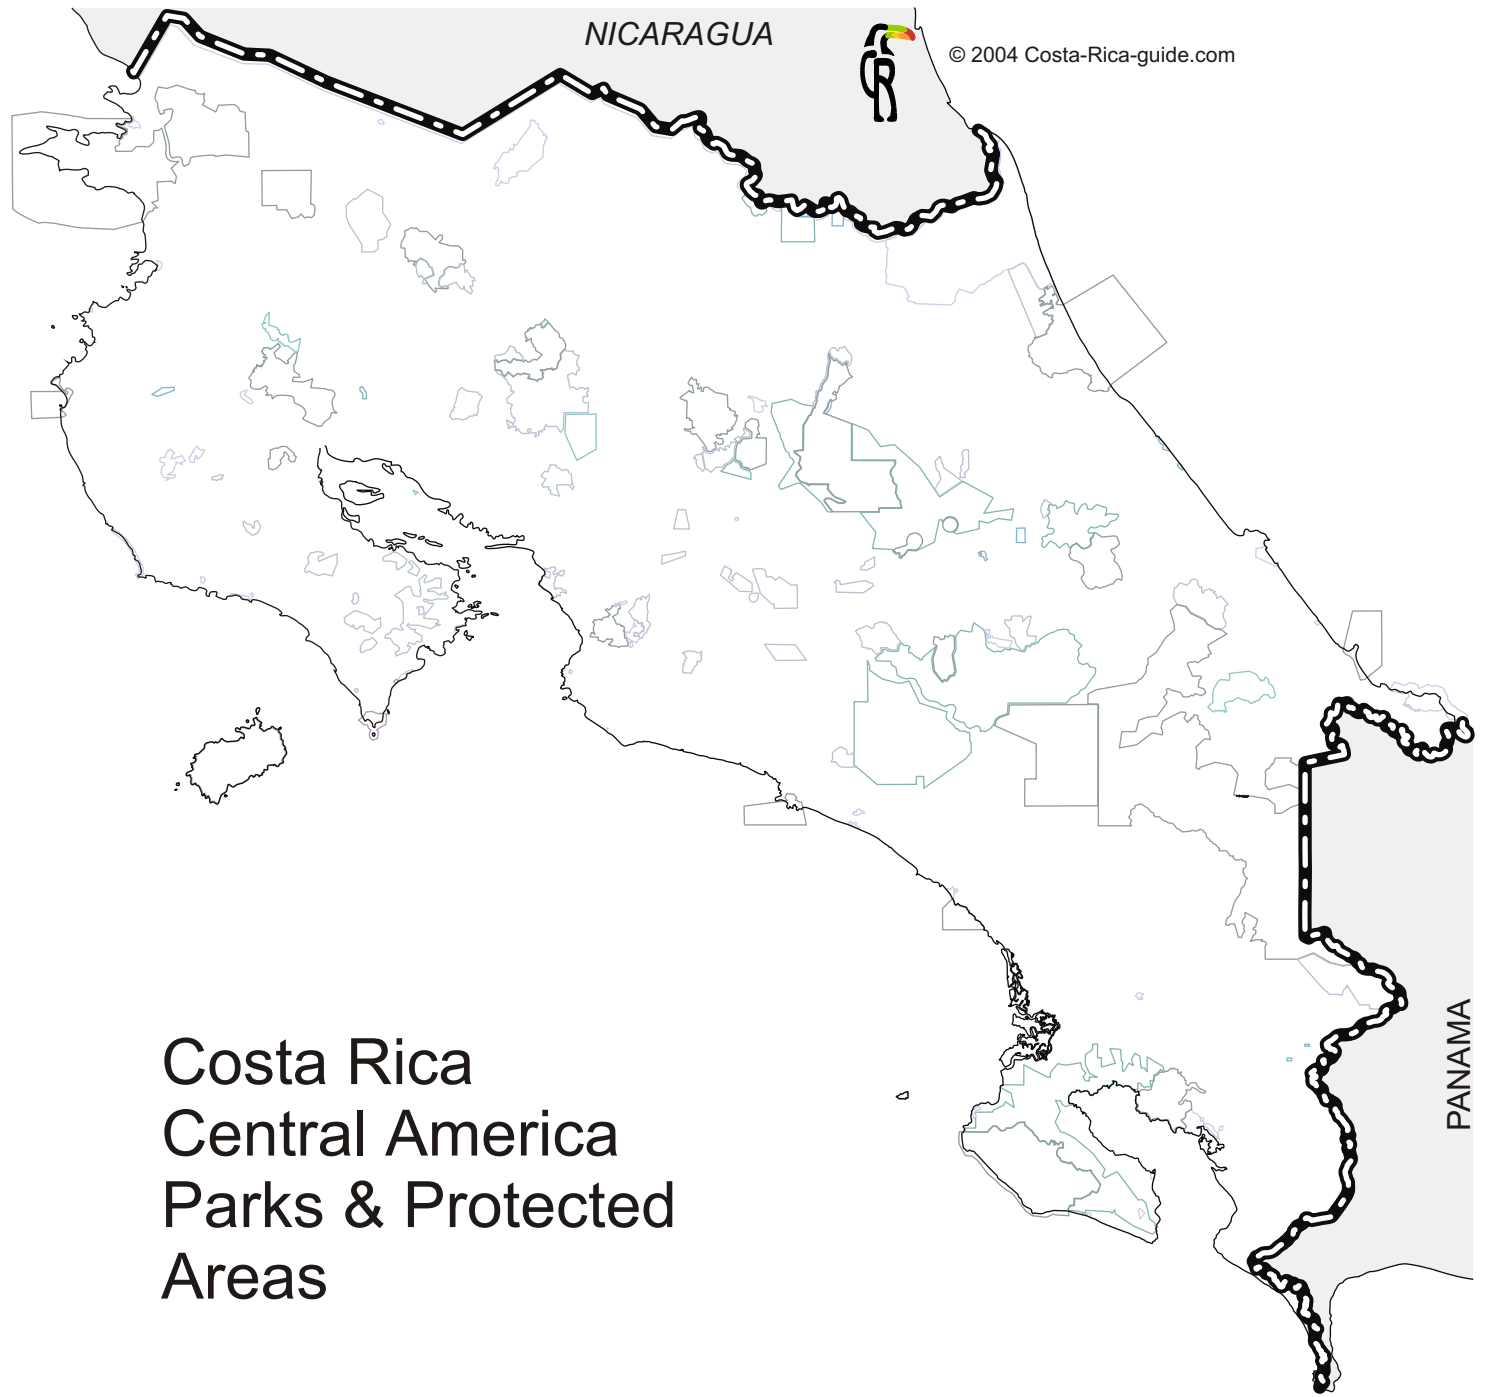 NICARAGUA
© 2004 Costa-Rica-guide.com
PANAMA
Costa Rica
Central America
Parks & Protected
Areas